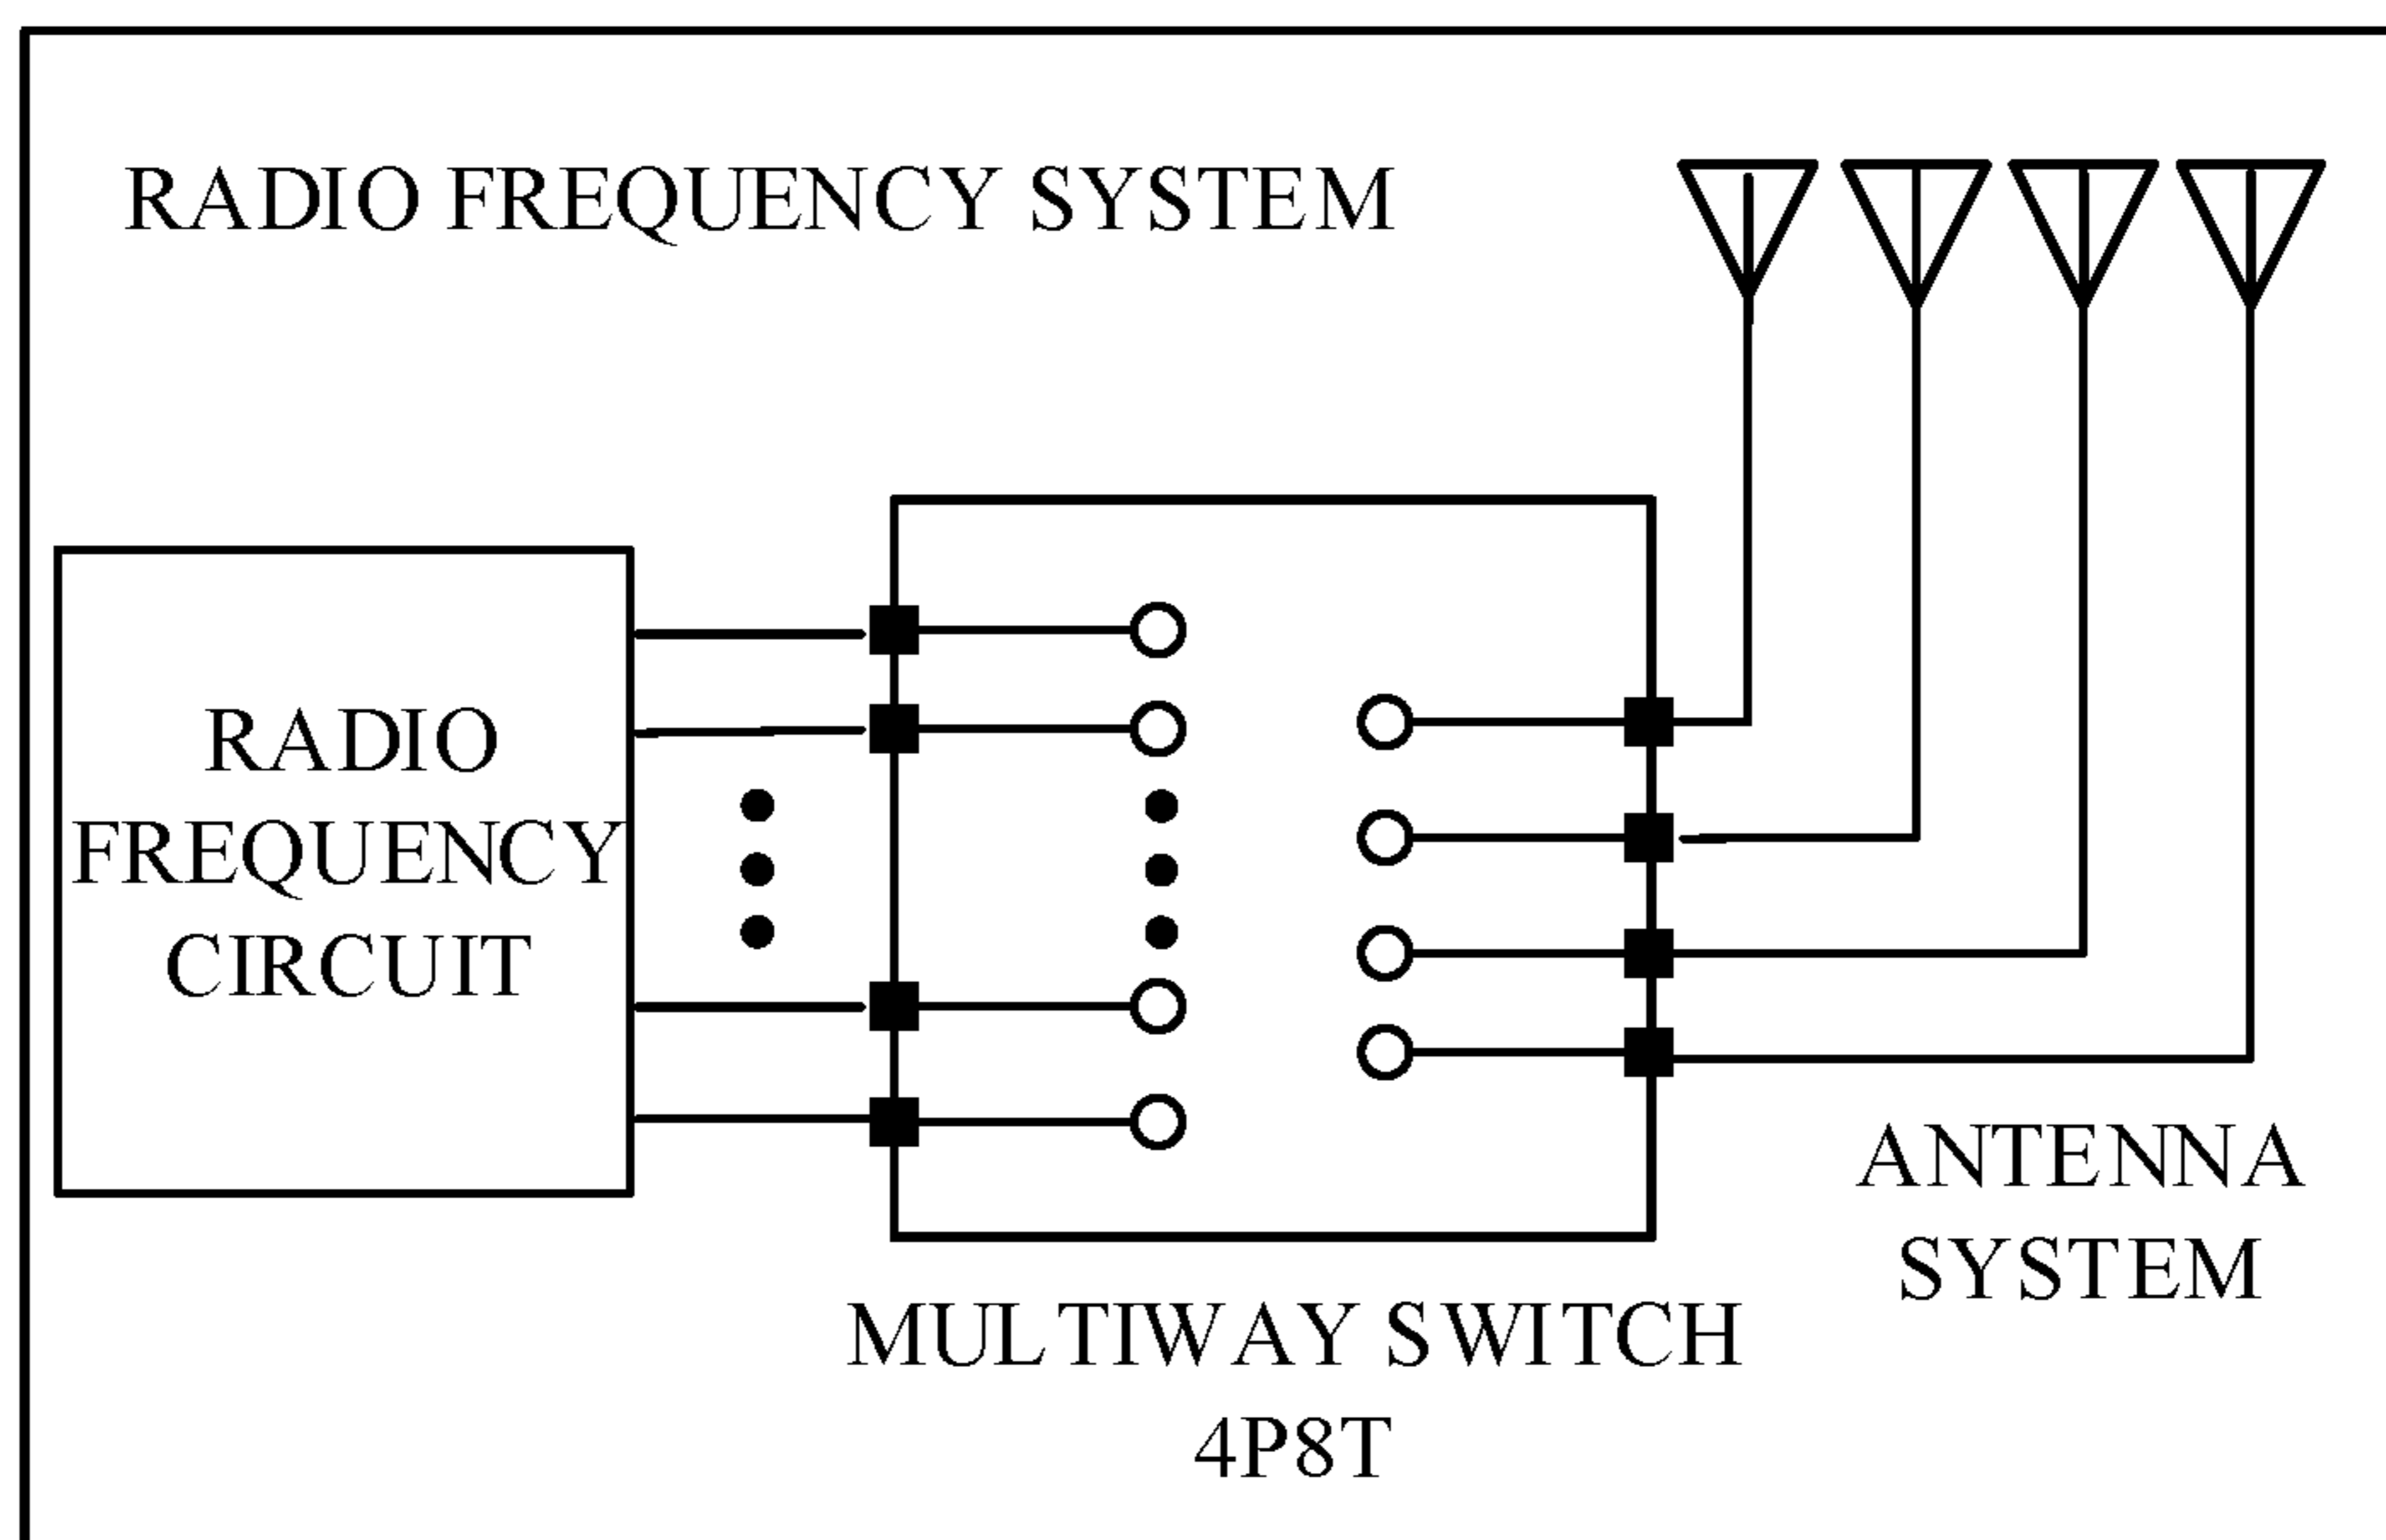 RADIO FREQUENCY SYSTEM
RADIO
FREQUENCY
CIRCUIT
ANTENNA
SYSTEM
MULTIWAY SWITCH
4P8T